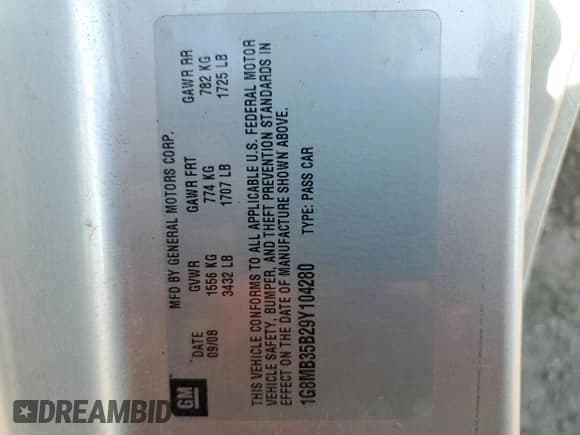 MFD BY GENERAL MOTORS CORP.
DATE GVWR GAWR FRT GAWR RR
09/08 1556 KG 774 KG 782 KG
3432 LB 1707 LB 1725 LB
THIS VEHICLE CONFORMS TO ALL APPLICABLE U.S. FEDERAL MOTOR
VEHICLE SAFETY, BUMPER, AND THEFT PREVENTION STANDARDS IN
EFFECT ON THE DATE OF MANUFACTURE SHOWN ABOVE.
1G8MB35B29Y104280 TYPE: PASS CAR
GM
DREAMBID